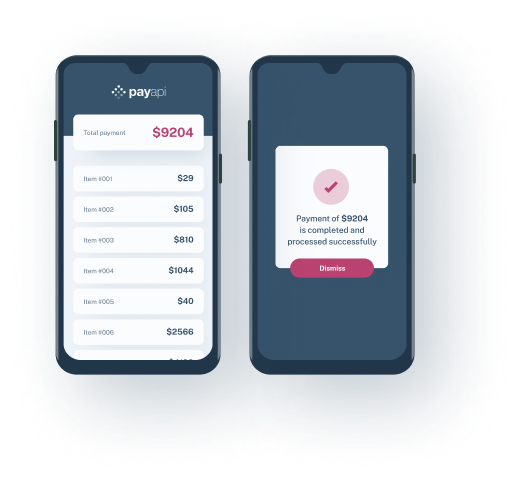 payapi
Total payment $9204
Item #001 $29
Item #002 $105
Item #003 $810
Item #004 $1044
Item #005 $40
Item #006 $2566
Payment of $9204
is completed and
processed successfully
Dismiss